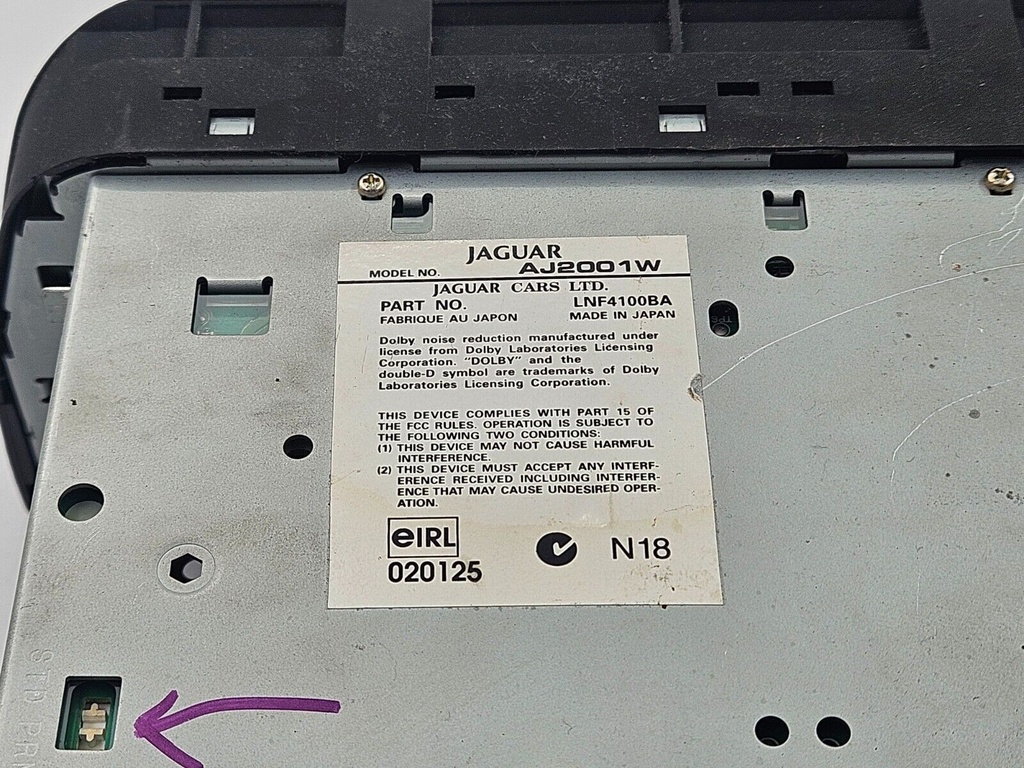 JAGUAR
MODEL NO. AJ2001W
JAGUAR CARS LTD.
PART NO. LNF4100BA
FABRIQUE AU JAPON MADE IN JAPAN
Dolby noise reduction manufactured under
license from Dolby Laboratories Licensing
Corporation. "DOLBY" and the
double-D symbol are trademarks of Dolby
Laboratories Licensing Corporation.
THIS DEVICE COMPLIES WITH PART 15 OF
THE FCC RULES. OPERATION IS SUBJECT TO
THE FOLLOWING TWO CONDITIONS:
(1) THIS DEVICE MAY NOT CAUSE HARMFUL
INTERFERENCE.
(2) THIS DEVICE MUST ACCEPT ANY INTERF-
ERENCE RECEIVED INCLUDING INTERFER-
ENCE THAT MAY CAUSE UNDESIRED OPER-
ATION.
eIRL
020125
N18
STD PRN